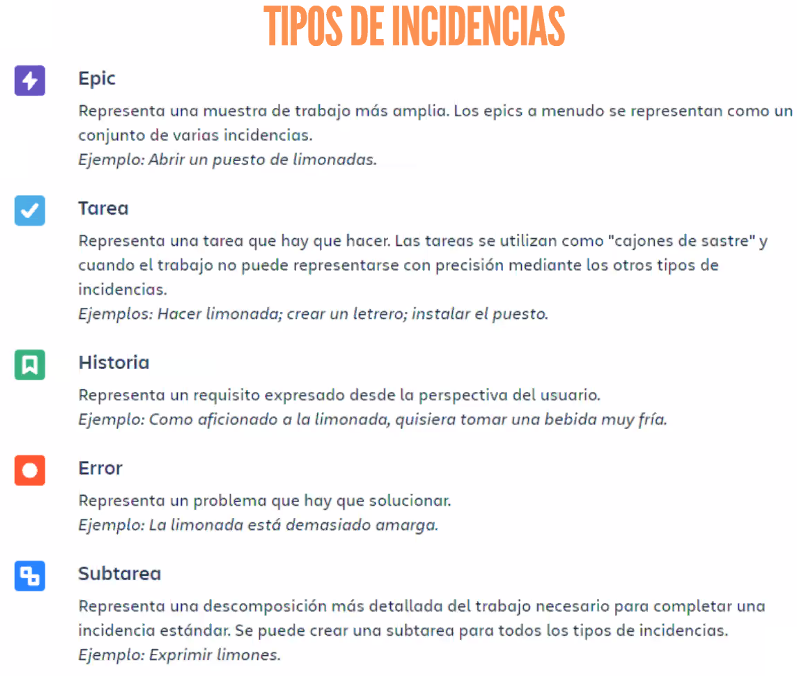 TIPOS DE INCIDENCIAS
Epic
Representa una muestra de trabajo más amplia. Los epics a menudo se representan como un
conjunto de varias incidencias.
Ejemplo: Abrir un puesto de limonadas.
Tarea
Representa una tarea que hay que hacer. Las tareas se utilizan como "cajones de sastre" y
cuando el trabajo no puede representarse con precisión mediante los otros tipos de
incidencias.
Ejemplos: Hacer limonada; crear un letrero; instalar el puesto.
Historia
Representa un requisito expresado desde la perspectiva del usuario.
Ejemplo: Como aficionado a la limonada, quisiera tomar una bebida muy fría.
Error
Representa un problema que hay que solucionar.
Ejemplo: La limonada está demasiado amarga.
Subtarea
Representa una descomposición más detallada del trabajo necesario para completar una
incidencia estándar. Se puede crear una subtarea para todos los tipos de incidencias.
Ejemplo: Exprimir limones.